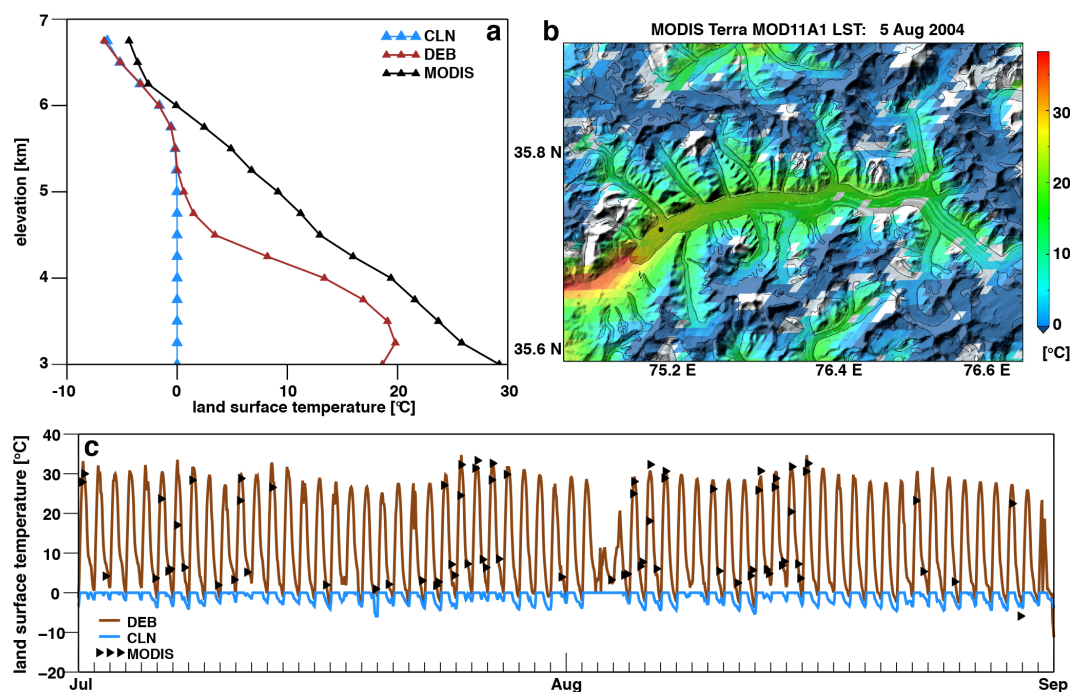 a
CLN
DEB
MODIS
7
6
5
4
3
elevation [km]
-10 0 10 20 30
land surface temperature [°C]
b
MODIS Terra MOD11A1 LST: 5 Aug 2004
35.8 N
35.6 N
75.2 E 76.4 E 76.6 E
30
20
10
0
[°C]
c
land surface temperature [°C]
40
30
20
10
0
−10
−20
DEB
CLN
MODIS
Jul Aug Sep